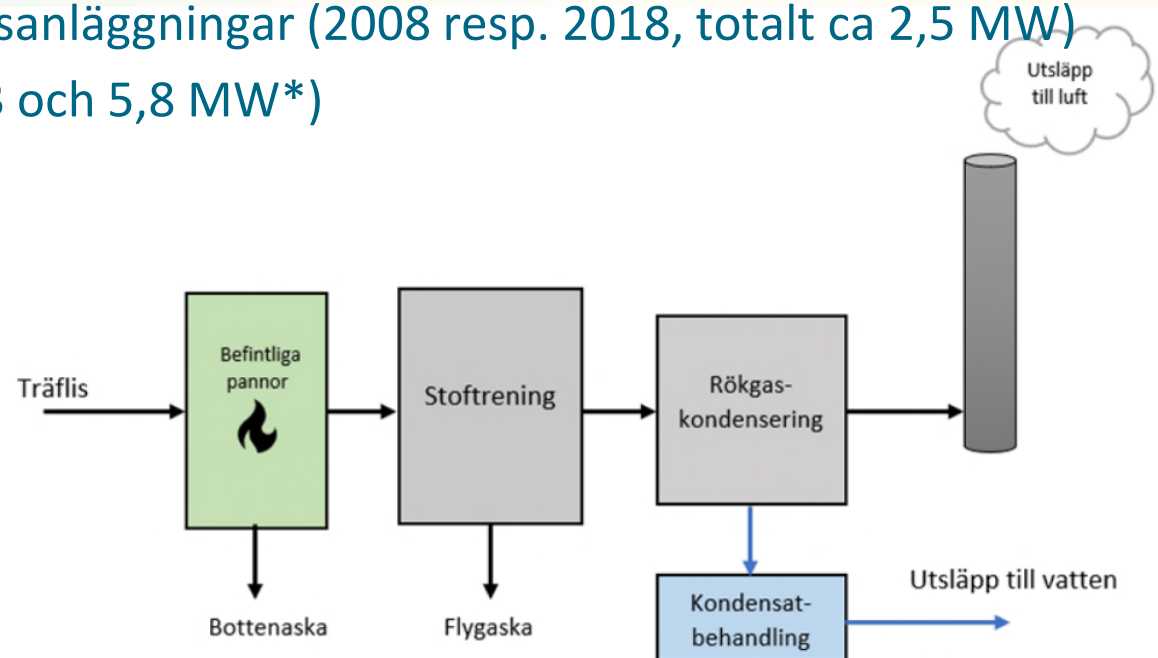 sanläggningar (2008 resp. 2018, totalt ca 2,5 MW)
och 5,8 MW*)
Utsläpp
till luft
Träflis
Befintliga
pannor
Stoftrening
Rökgas-
kondensering
Bottenaska
Flygaska
Kondensat-
behandling
Utsläpp till vatten